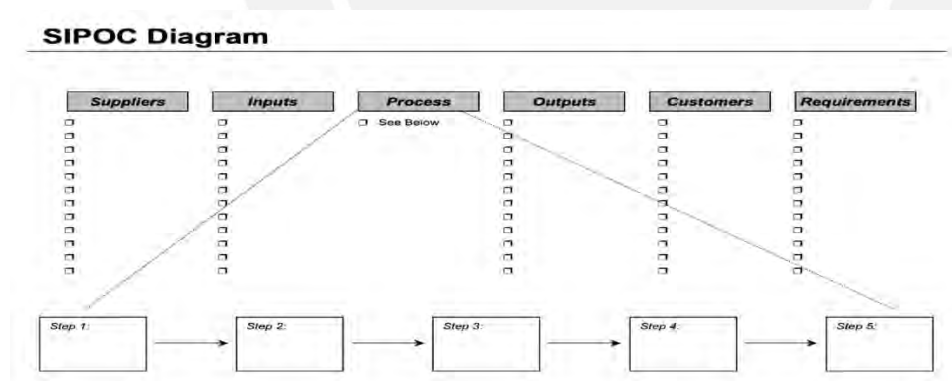 SIPOC Diagram
Suppliers Inputs Process Outputs Customers Requirements
See Below
Step 1: Step 2: Step 3: Step 4: Step 5: